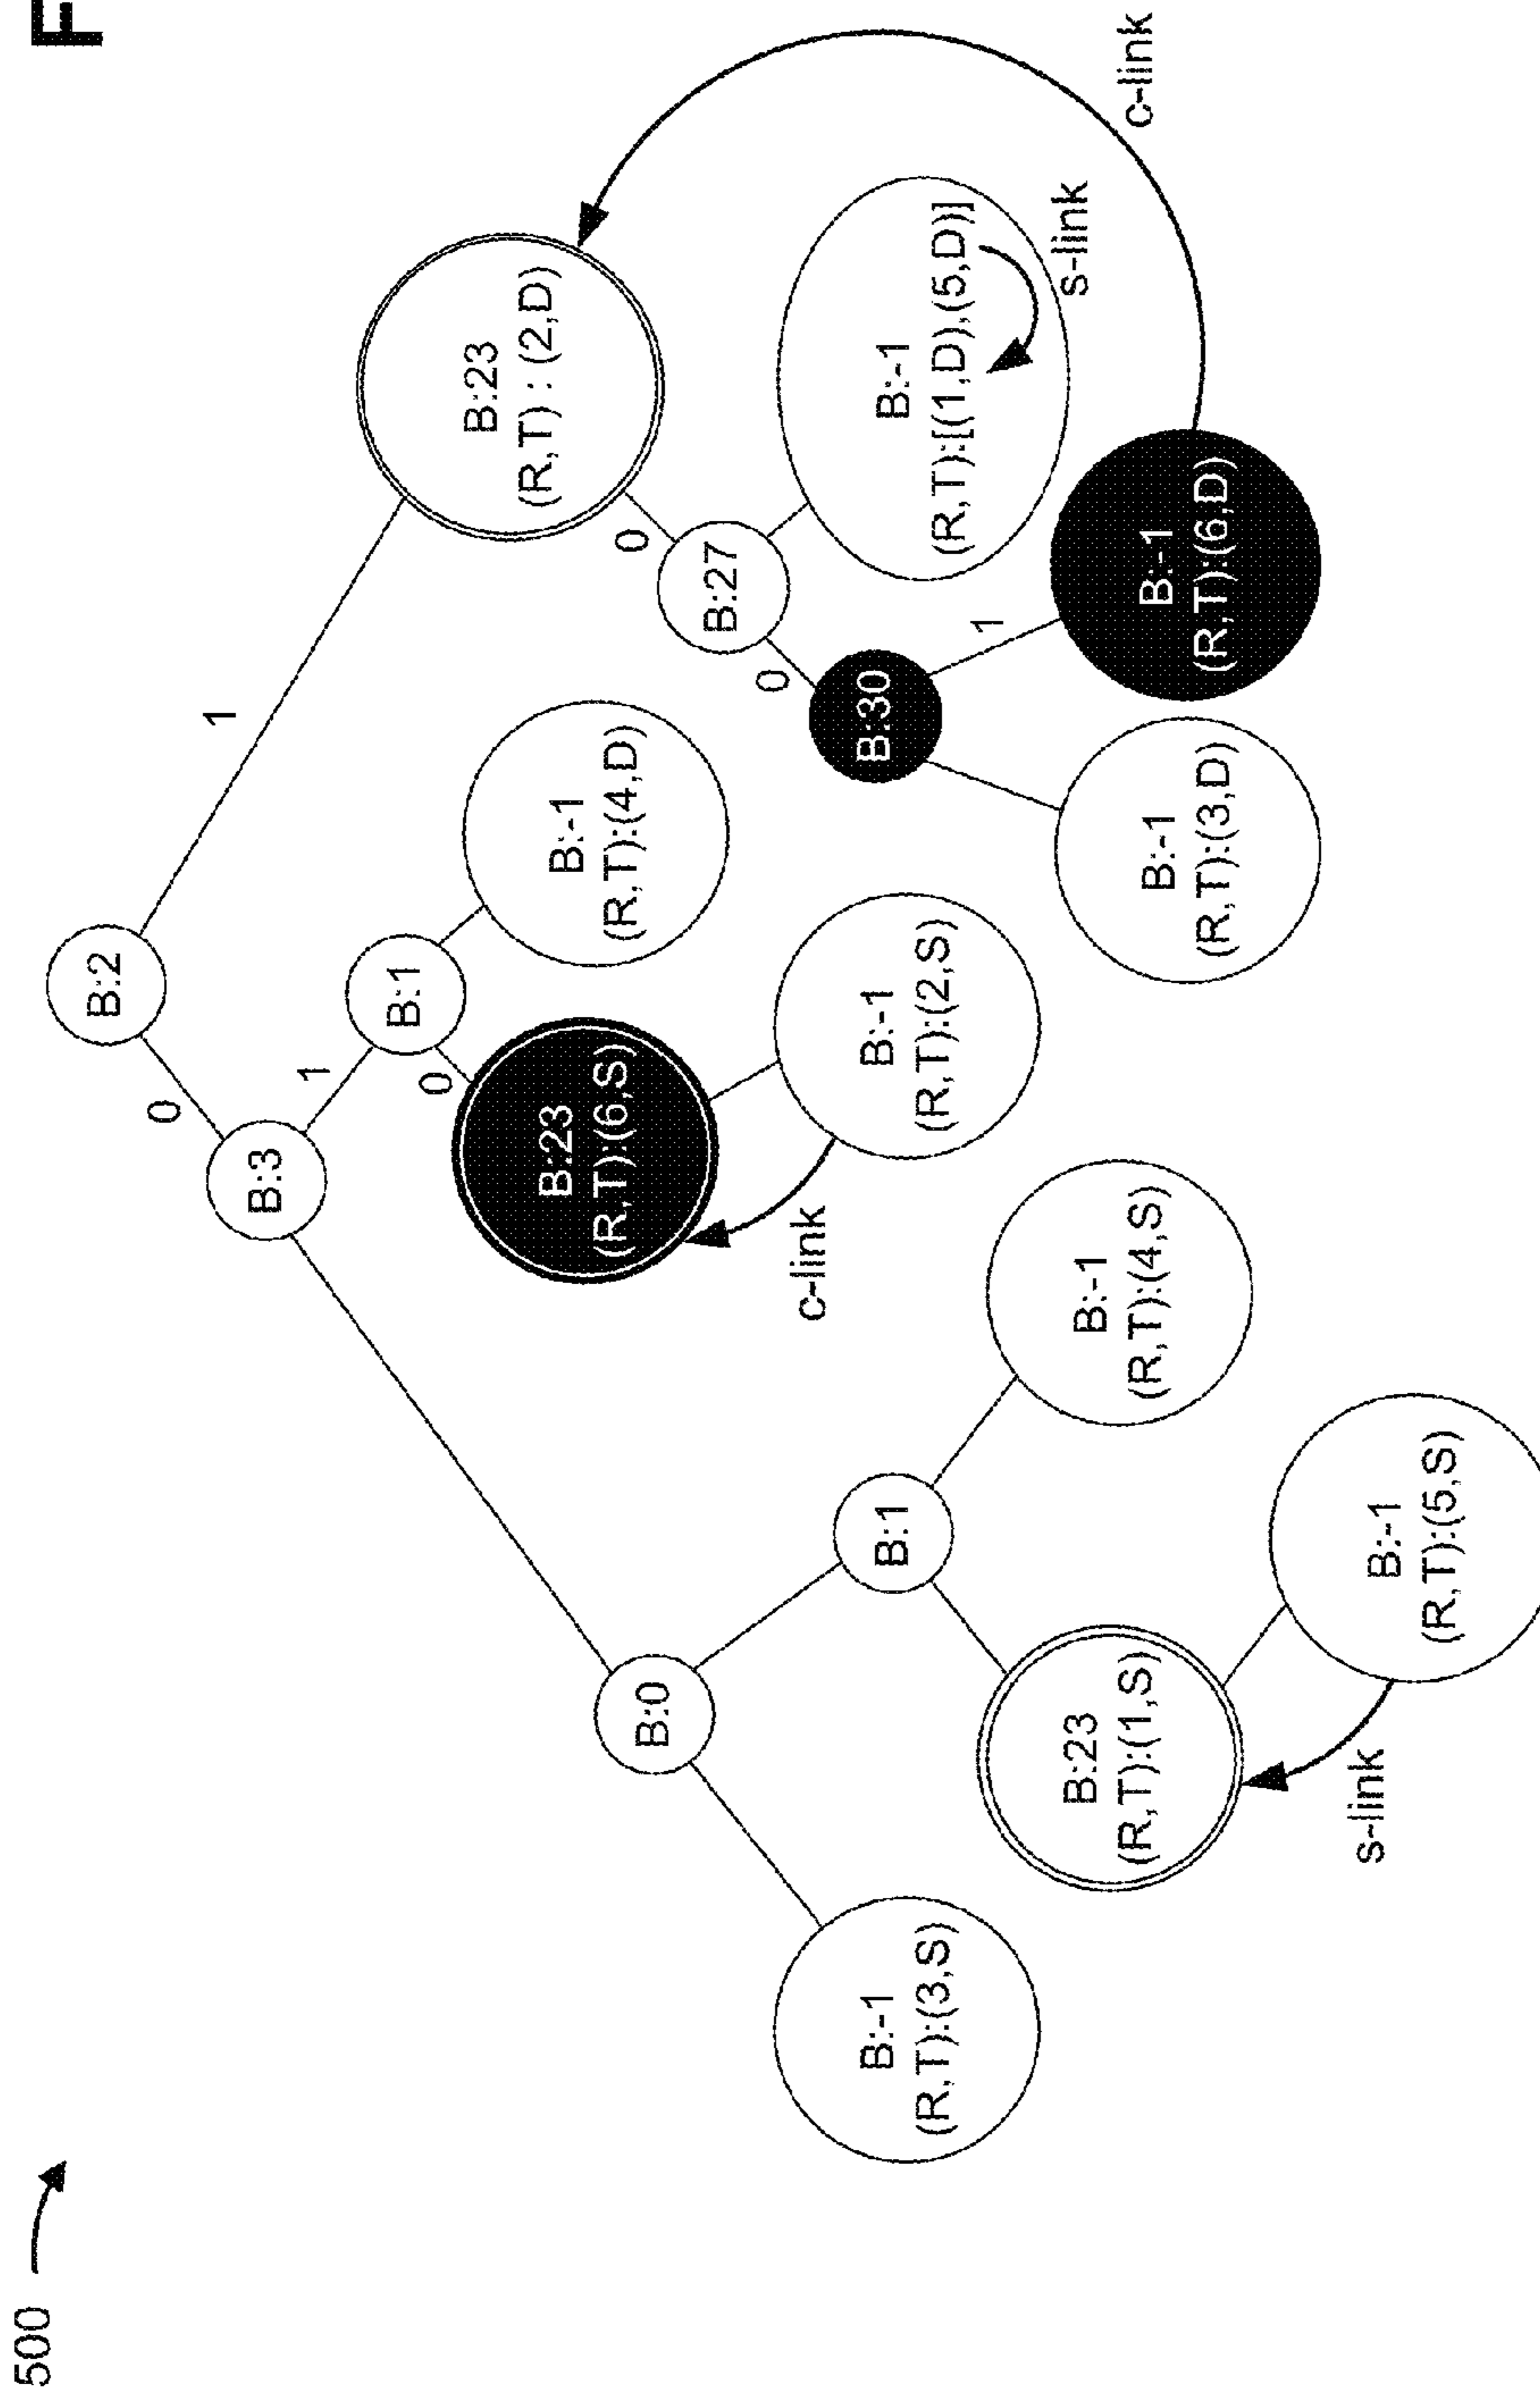 500
F
B:2
0
1
B:3
1
B:1
0
B:-1
(R,T):(4,D)
B:23
(R,T):(6,S)
B:-1
(R,T):(2,S)
c-link
B:23
(R,T) : (2,D)
0
B:27
B:-1
(R,T):[(1,D),(5,D)]
s-link
0
B:30
1
B:-1
(R,T):(6,D)
c-link
B:-1
(R,T):(3,D)
B:0
B:-1
(R,T):(3,S)
B:1
B:-1
(R,T):(4,S)
B:23
(R,T):(1,S)
B:-1
(R,T):(5,S)
s-link